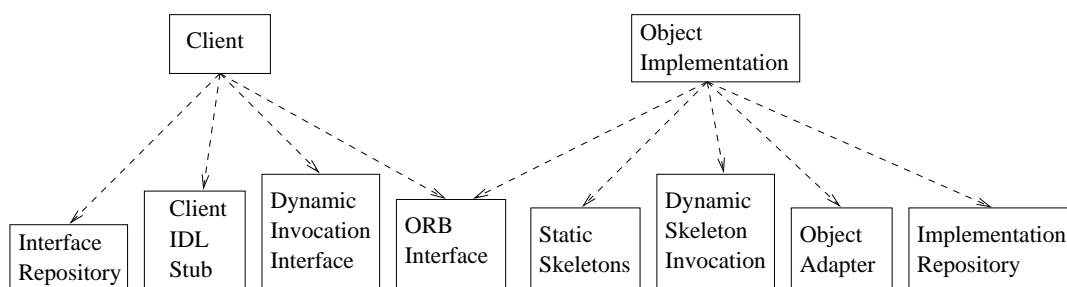 Client
Object
Implementation
Interface
Repository
Client
IDL
Stub
Dynamic
Invocation
Interface
ORB
Interface
Static
Skeletons
Dynamic
Skeleton
Invocation
Object
Adapter
Implementation
Repository